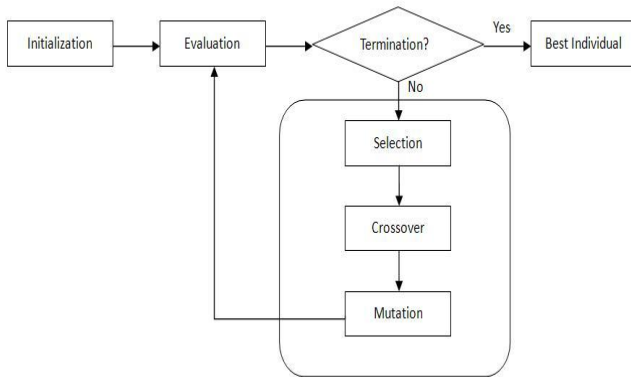 Initialization
Evaluation
Termination?
Yes
Best Individual
No
Selection
Crossover
Mutation